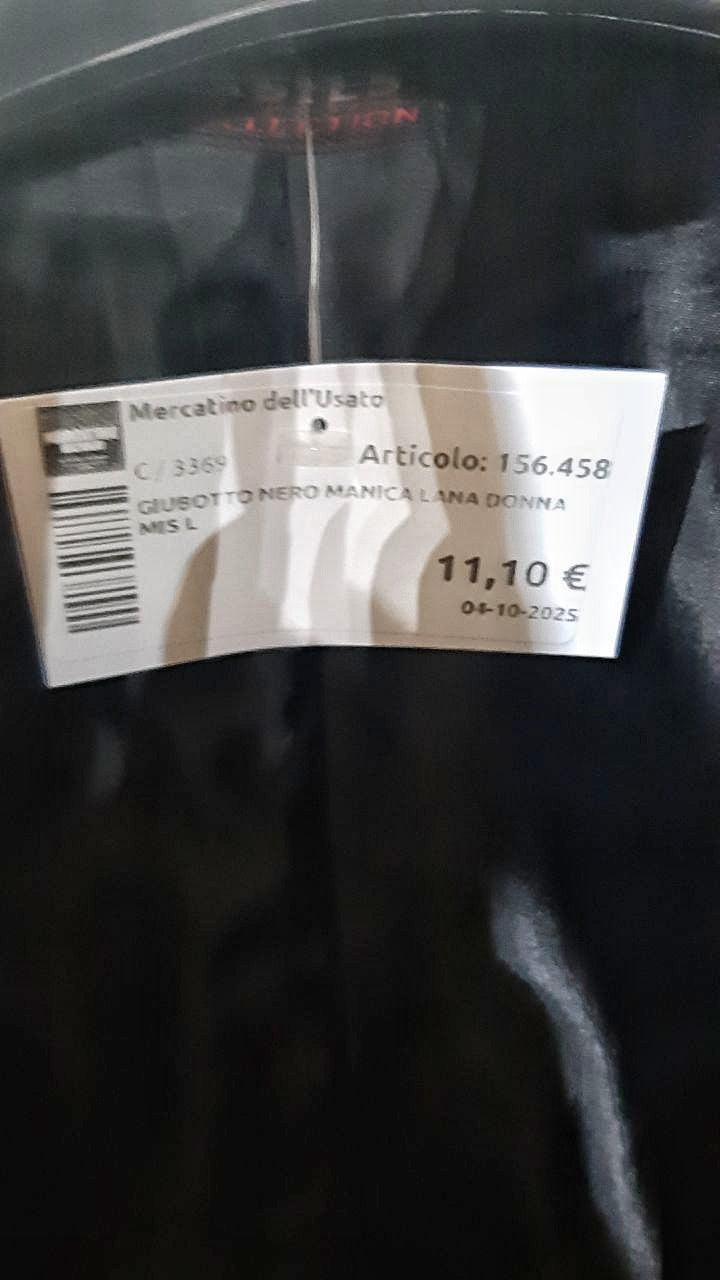 Mercatino dell'Usato
C / 3369
Articolo: 156.458
GIUBOTTO NERO MANICA LANA DONNA
MIS L
11,10 €
04-10-2025